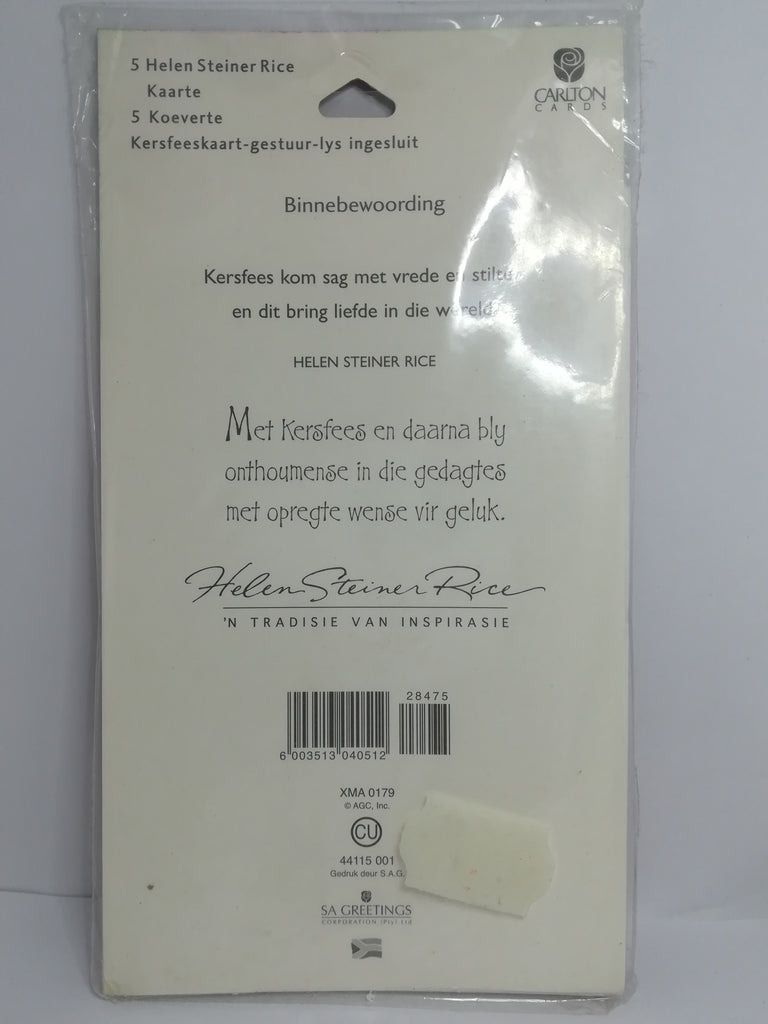 5 Helen Steiner Rice
Kaarte
5 Koeverte
Kersfeeskaart-gestuur-lys ingesluit
CARLTON
CARDS
Binnebewoording
Kersfees kom sag met vrede en stilte
en dit bring liefde in die wêreld.
HELEN STEINER RICE
Met Kersfees en daarna bly
onthoumense in die gedagtes
met opregte wense vir geluk.
Helen Steiner Rice
'N TRADISIE VAN INSPIRASIE
28475
6 003513 040512
XMA 0179
© AGC, Inc.
CU
44115 001
Gedruk deur S.A.G.
SA GREETINGS
CORPORATION (Pty) Ltd